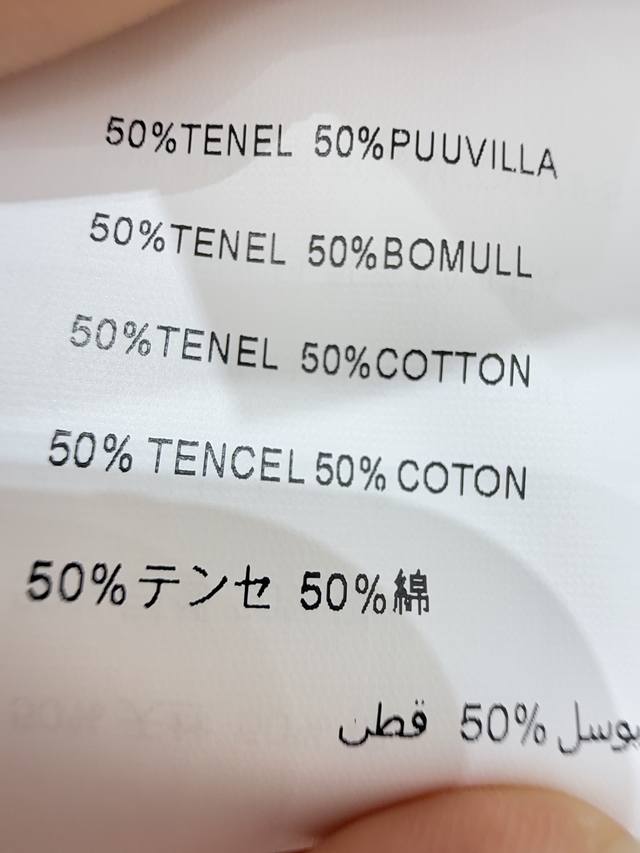 50%TENEL 50%PUUVILLA
50%TENEL 50%BOMULL
50%TENEL 50%COTTON
50% TENCEL 50% COTON
50%テンセ 50%綿
50% قطن